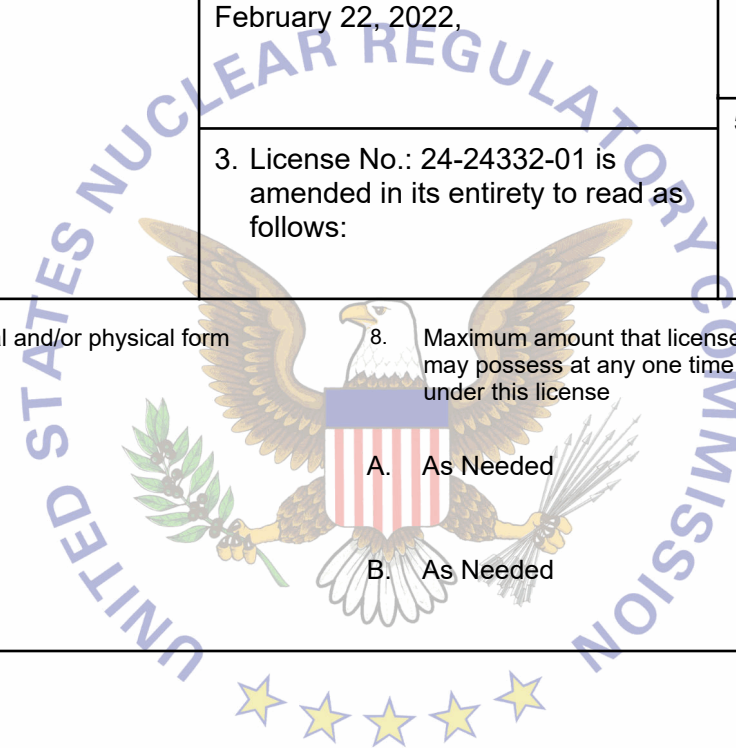 February 22, 2022,
3. License No.: 24-24332-01 is
amended in its entirety to read as
follows:
and/or physical form
8. Maximum amount that license
may possess at any one time
under this license
A. As Needed
B. As Needed
UNITED STATES NUCLEAR REGULATORY COMMISSION